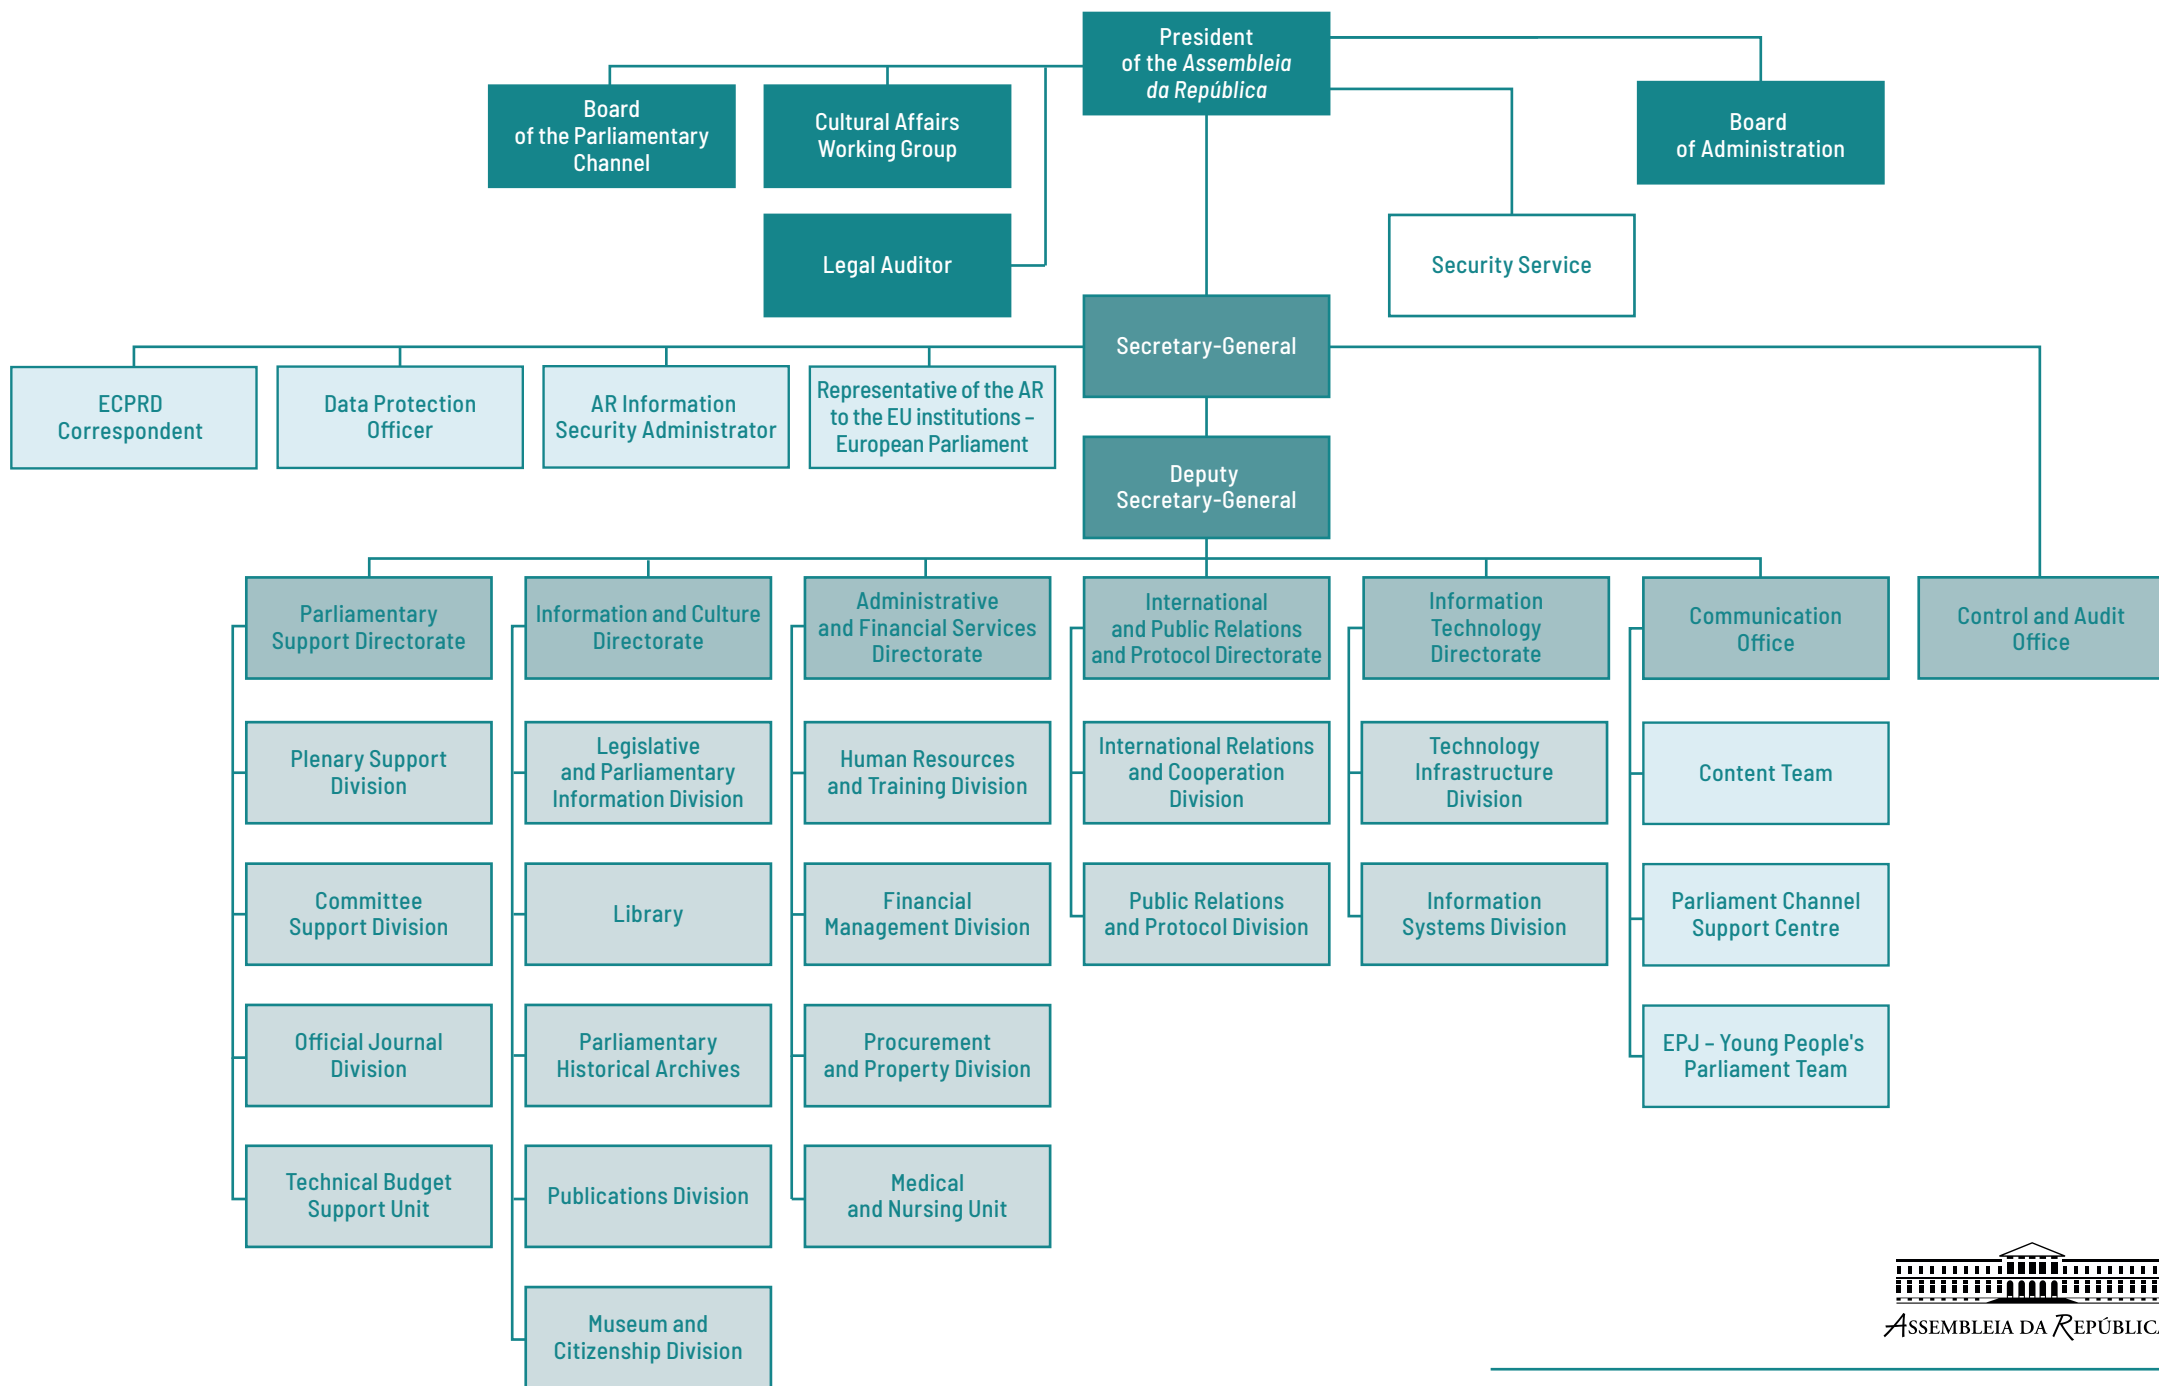 President
of the Assembleia
da República
Board
of the Parliamentary
Channel
Cultural Affairs
Working Group
Board
of Administration
Legal Auditor
Security Service
Secretary-General
ECPRD
Correspondent
Data Protection
Officer
AR Information
Security Administrator
Representative of the AR
to the EU institutions –
European Parliament
Deputy
Secretary-General
Parliamentary
Support Directorate
Information and Culture
Directorate
Administrative
and Financial Services
Directorate
International
and Public Relations
and Protocol Directorate
Information
Technology
Directorate
Communication
Office
Control and Audit
Office
Plenary Support
Division
Legislative
and Parliamentary
Information Division
Human Resources
and Training Division
International Relations
and Cooperation
Division
Technology
Infrastructure
Division
Content Team
Committee
Support Division
Library
Financial
Management Division
Public Relations
and Protocol Division
Information
Systems Division
Parliament Channel
Support Centre
Official Journal
Division
Parliamentary
Historical Archives
Procurement
and Property Division
EPJ – Young People's
Parliament Team
Technical Budget
Support Unit
Publications Division
Medical
and Nursing Unit
Museum and
Citizenship Division
ASSEMBLEIA DA REPÚBLICA